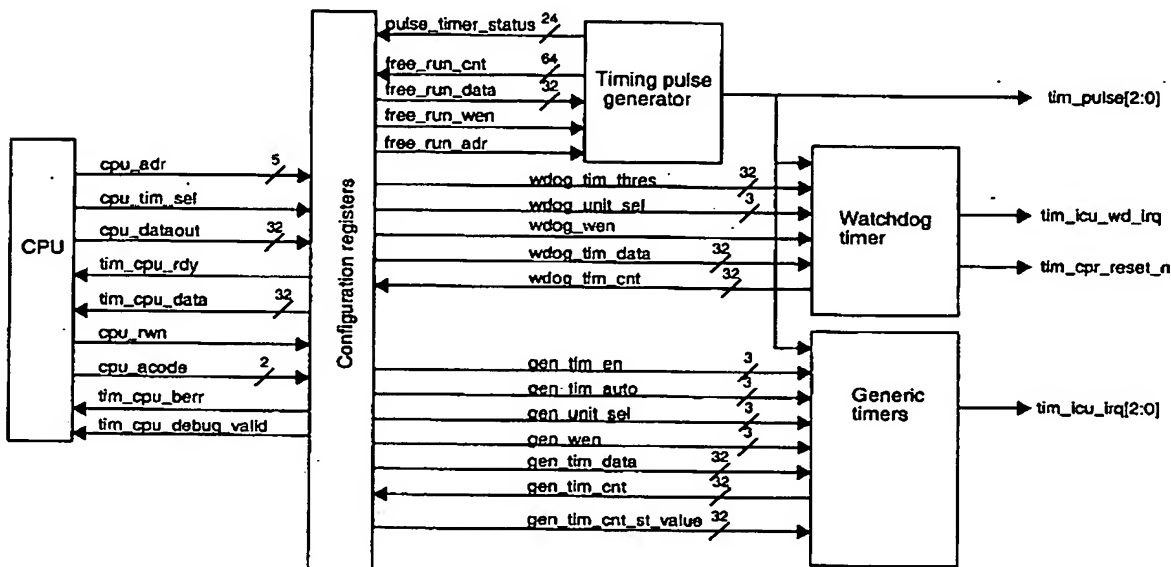 pulse_timer_status 24
free_run_cnt 64
free_run_data 32
free_run_wen
free_run_adr
Timing pulse
generator
tim_pulse[2:0]
CPU
cpu_adr 5
cpu_tim_sel
cpu_dataout 32
tim_cpu_rdy
tim_cpu_data 32
cpu_rwn
cpu_acode 2
tim_cpu_berr
tim_cpu_debug_valid
Configuration registers
wdog_tim_thres 32
wdog_unit_sel 3
wdog_wen
wdog_tim_data 32
wdog_tim_cnt 32
Watchdog
timer
tim_icu_wd_irq
tim_cpr_reset_n
gen_tim_en 3
gen_tim_auto 3
gen_unit_sel 3
gen_wen 3
gen_tim_data 32
gen_tim_cnt 32
gen_tim_cnt_st_value 32
Generic
timers
tim_icu_irq[2:0]